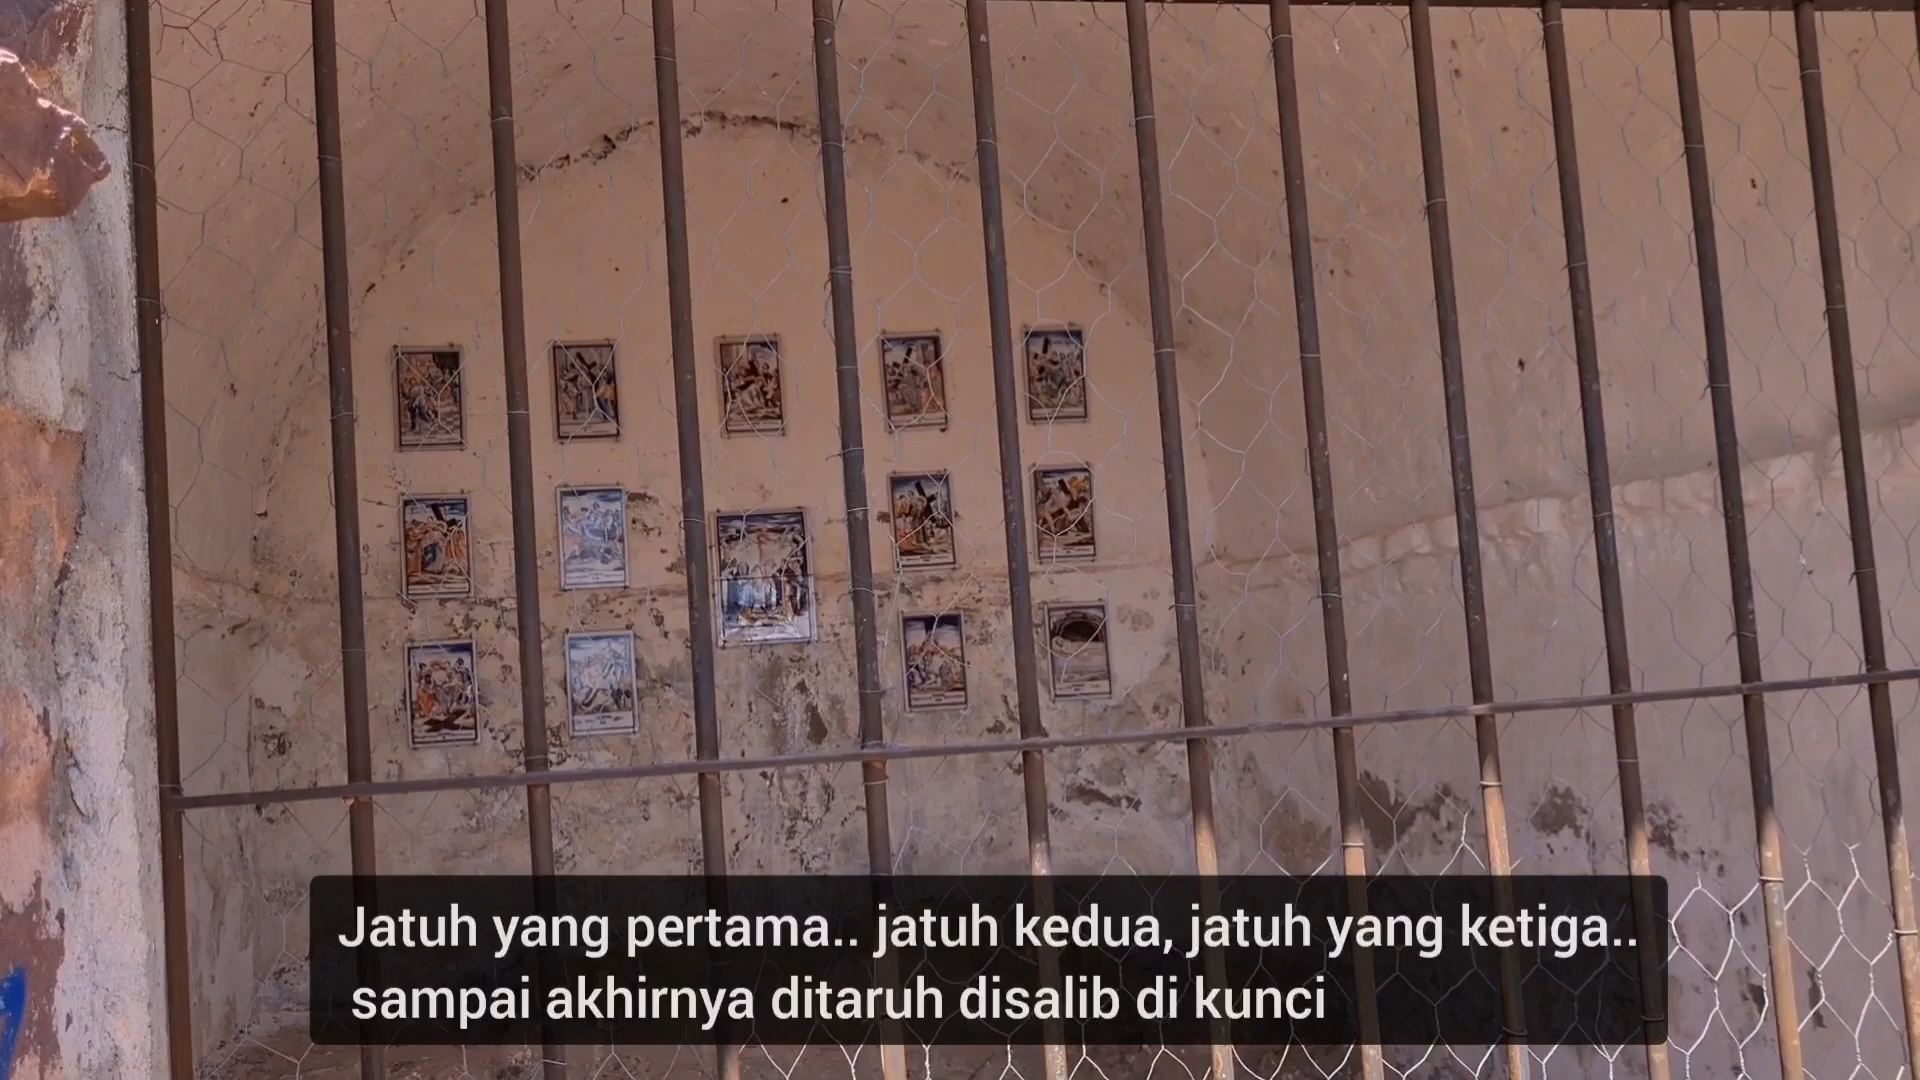 Jatuh yang pertama.. jatuh kedua, jatuh yang ketiga..
sampai akhirnya ditaruh disalib di kunci